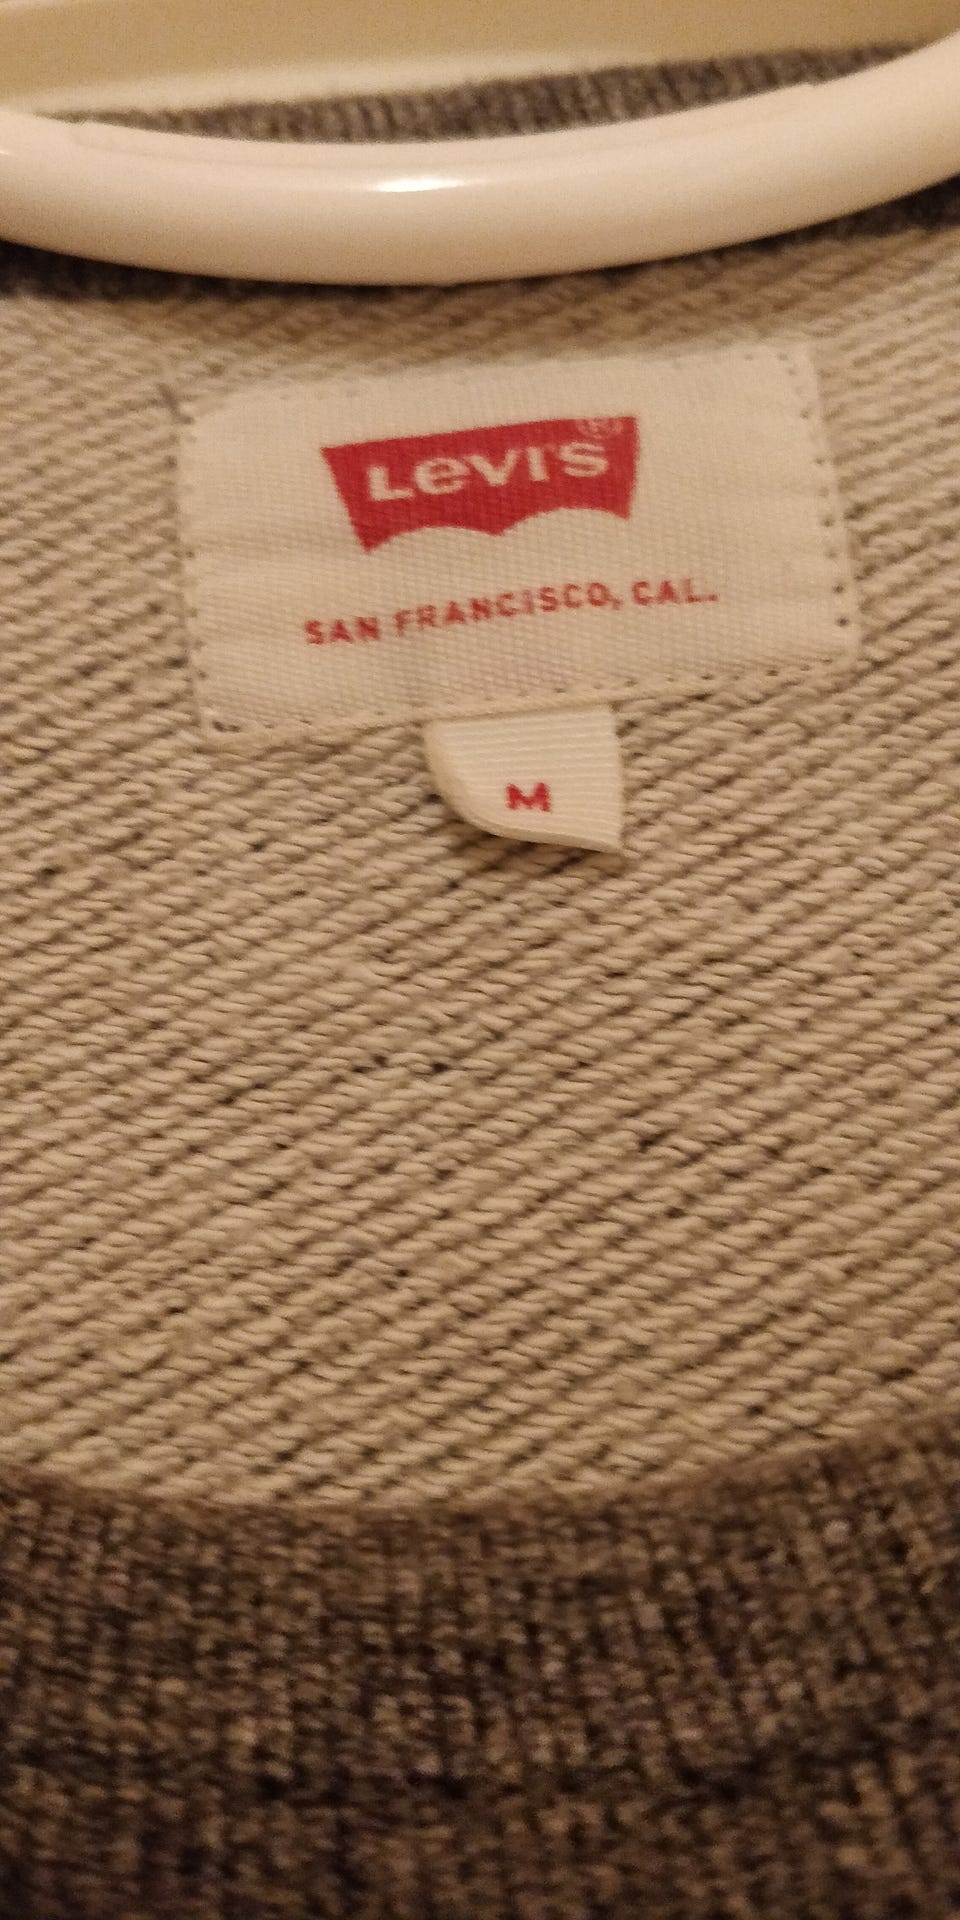 Levi's®
SAN FRANCISCO, CAL.
M